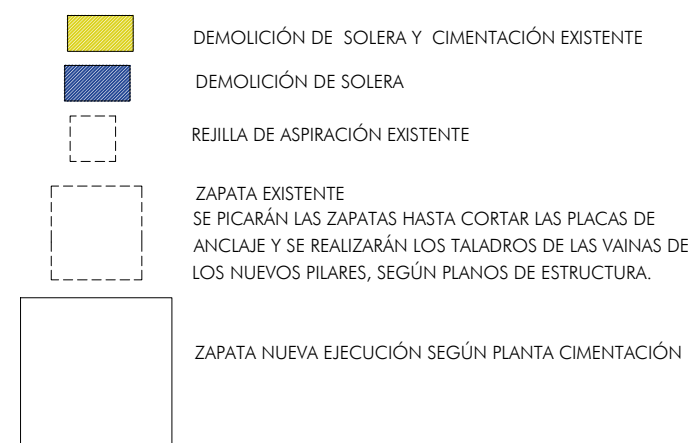 DEMOLICIÓN DE SOLERA Y CIMENTACIÓN EXISTENTE
DEMOLICIÓN DE SOLERA
REJILLA DE ASPIRACIÓN EXISTENTE
ZAPATA EXISTENTE
SE PICARÁN LAS ZAPATAS HASTA CORTAR LAS PLACAS DE
ANCLAJE Y SE REALIZARÁN LOS TALADROS DE LAS VAINAS DE
LOS NUEVOS PILARES, SEGÚN PLANOS DE ESTRUCTURA.
ZAPATA NUEVA EJECUCIÓN SEGÚN PLANTA CIMENTACIÓN